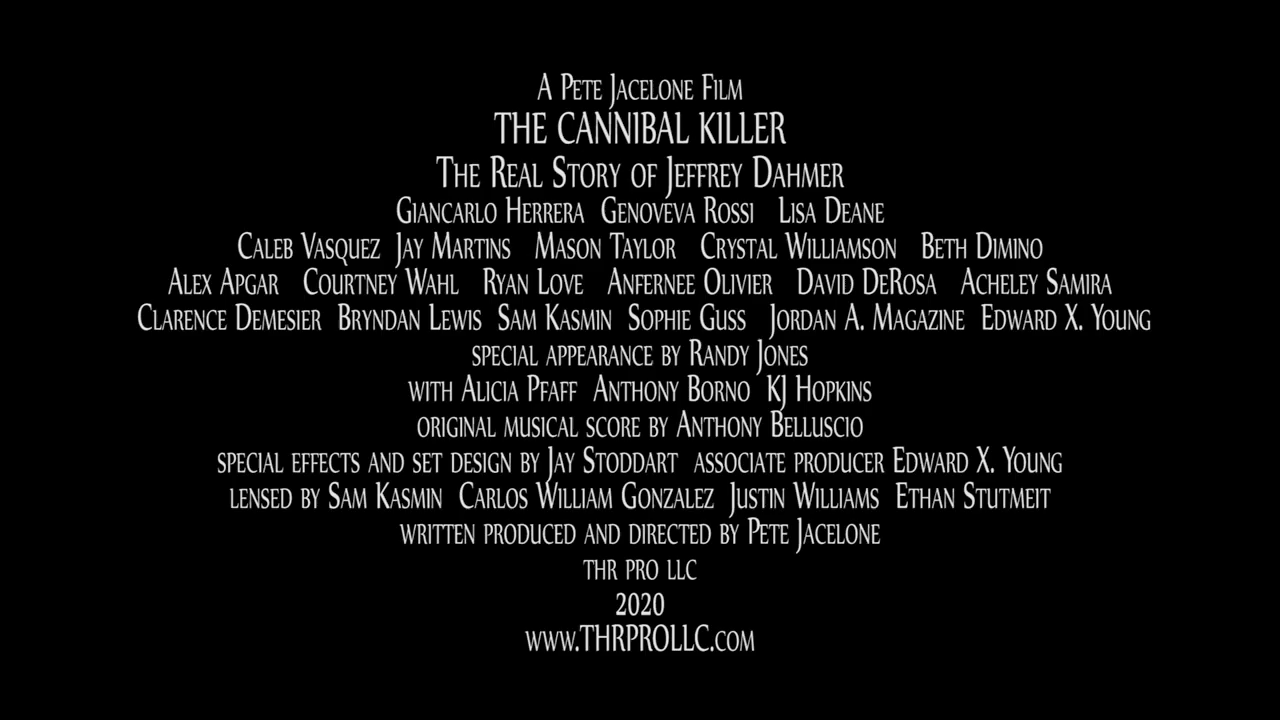 A Pete Jacelone Film
THE CANNIBAL KILLER
The Real Story of Jeffrey Dahmer
Giancarlo Herrera Genoveva Rossi Lisa Deane
Caleb Vasquez Jay Martins Mason Taylor Crystal Williamson Beth Dimino
Alex Apgar Courtney Wahl Ryan Love Anfernee Olivier David DeRosa Acheley Samira
Clarence Demesier Bryndan Lewis Sam Kasmin Sophie Guss Jordan A. Magazine Edward X. Young
special appearance by Randy Jones
with Alicia Pfaff Anthony Borno KJ Hopkins
original musical score by Anthony Belluscio
special effects and set design by Jay Stoddart associate producer Edward X. Young
lensed by Sam Kasmin Carlos William Gonzalez Justin Williams Ethan Stutmeit
written produced and directed by Pete Jacelone
thr pro llc
2020
www.THRPROLLC.com